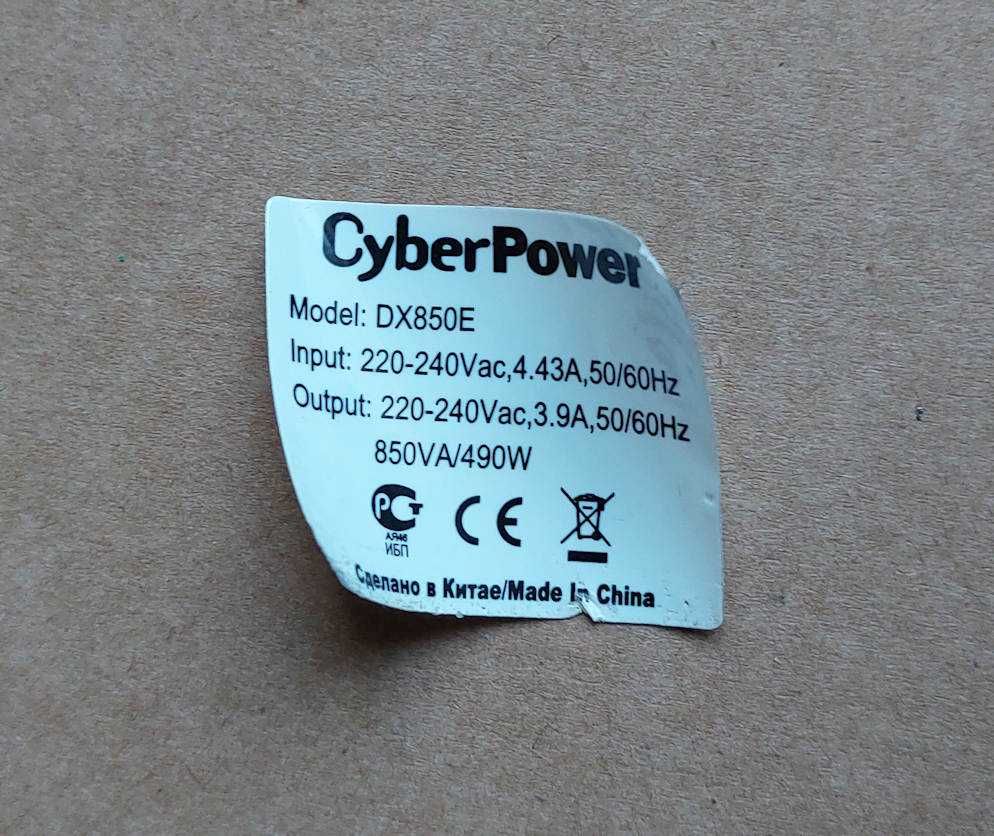 CyberPower
Model: DX850E
Input: 220-240Vac,4.43A,50/60Hz
Output: 220-240Vac,3.9A,50/60Hz
850VA/490W
РСТ
АЯ46
ИБП
Сделано в Китае/Made In China